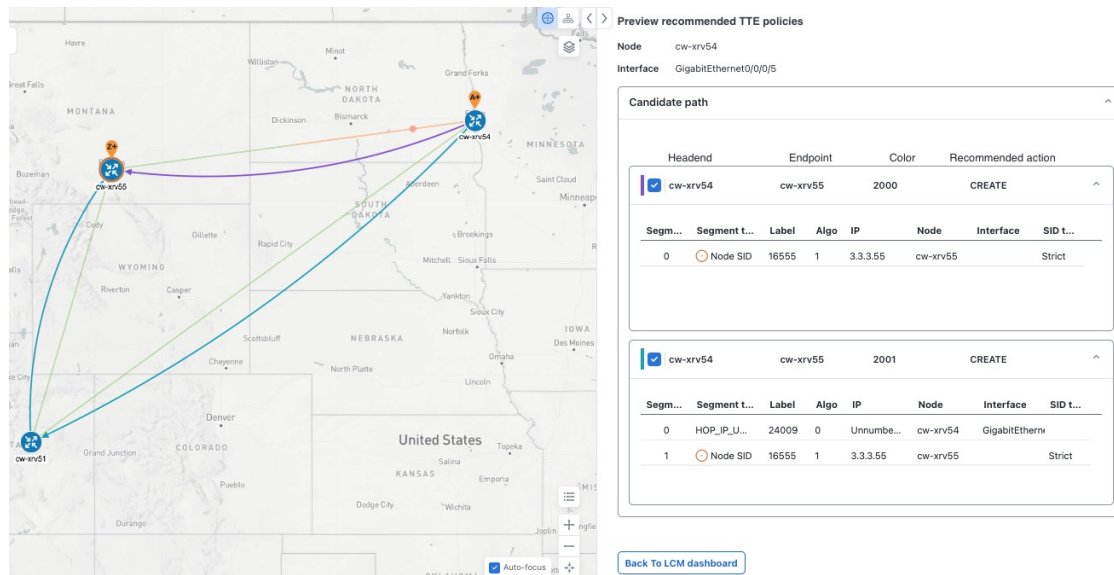 Preview recommended TTE policies
Node cw-xrv54
Interface GigabitEthernet0/0/0/5
Candidate path
Headend Endpoint Color Recommended action
cw-xrv54 cw-xrv55 2000 CREATE
Segm... Segment t... Label Algo IP Node Interface SID t...
0 Node SID 16555 1 3.3.3.55 cw-xrv55 Strict
cw-xrv54 cw-xrv55 2001 CREATE
Segm... Segment t... Label Algo IP Node Interface SID t...
0 HOP_IP_U... 24009 0 Unnumbe... cw-xrv54 GigabitEthern
1 Node SID 16555 1 3.3.3.55 cw-xrv55 Strict
Back To LCM dashboard
Havre
Minot
Williston
Falls
Great Falls
Grand Forks
NORTH
DAKOTA
MONTANA
Dickinson
Bismarck
A+
cw-xrv54
MINNESOTA
Z+
cw-xrv55
Bozeman
Aberdeen
Saint Cloud
Minneap
SOUTH
DAKOTA
Forest
Cody
Gillette
Rapid City
Brookings
WYOMING
Mitchell
Sioux Falls
Riverton
Casper
Yankton
Sioux City
Scottsbluff
NEBRASKA
Norfolk
IOWA
Des Moines
Cheyenne
North Platte
Omaha
Lincoln
Denver
United States
Topeka
cw-xrv51
Grand Junction
COLORADO
Salina
KANSAS
Emporia
Pueblo
Dodge City
Wichita
Durango
Joplin
Auto-focus